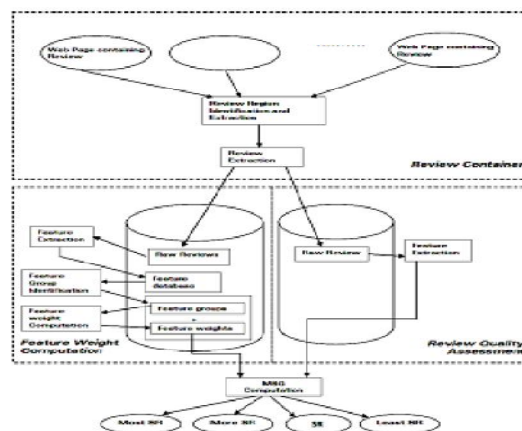 Web Page containing
Review
Web Page containing
Review
Review Region
Identification and
Extraction
Review
Extraction
Review Container
Feature
Extraction
Raw Reviews
Feature
database
Feature
Group Identification
Feature groups
Feature
weight
Computation
Feature weights
Feature Weight
Computation
Raw Review
Feature
Extraction
Review Quality
Assessment
Computation
Most SR
More SR
SR
Least SR